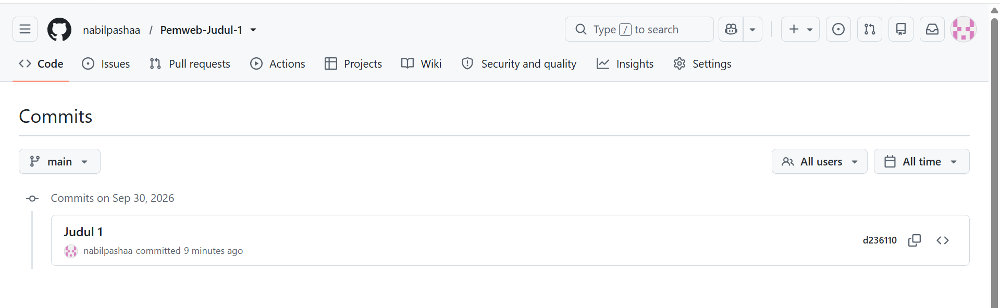 nabilpashaa / Pemweb-Judul-1
Type / to search
Code Issues Pull requests Actions Projects Wiki Security and quality Insights Settings
Commits
main
All users All time
Commits on Sep 30, 2026
Judul 1
d236110
nabilpashaa committed 9 minutes ago